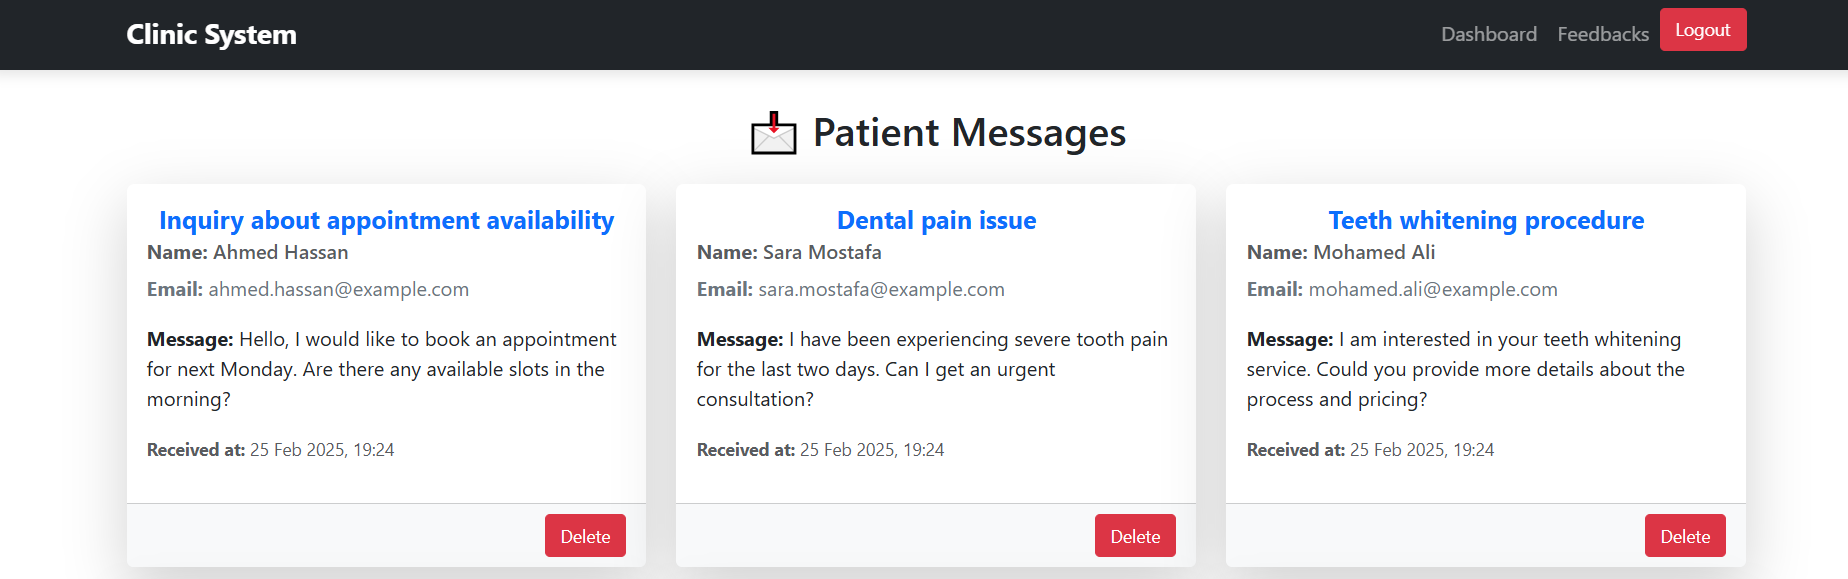 Clinic System
Dashboard Feedbacks Logout
Patient Messages
Inquiry about appointment availability
Name: Ahmed Hassan
Email: ahmed.hassan@example.com
Message: Hello, I would like to book an appointment
for next Monday. Are there any available slots in the
morning?
Received at: 25 Feb 2025, 19:24
Delete
Dental pain issue
Name: Sara Mostafa
Email: sara.mostafa@example.com
Message: I have been experiencing severe tooth pain
for the last two days. Can I get an urgent
consultation?
Received at: 25 Feb 2025, 19:24
Delete
Teeth whitening procedure
Name: Mohamed Ali
Email: mohamed.ali@example.com
Message: I am interested in your teeth whitening
service. Could you provide more details about the
process and pricing?
Received at: 25 Feb 2025, 19:24
Delete